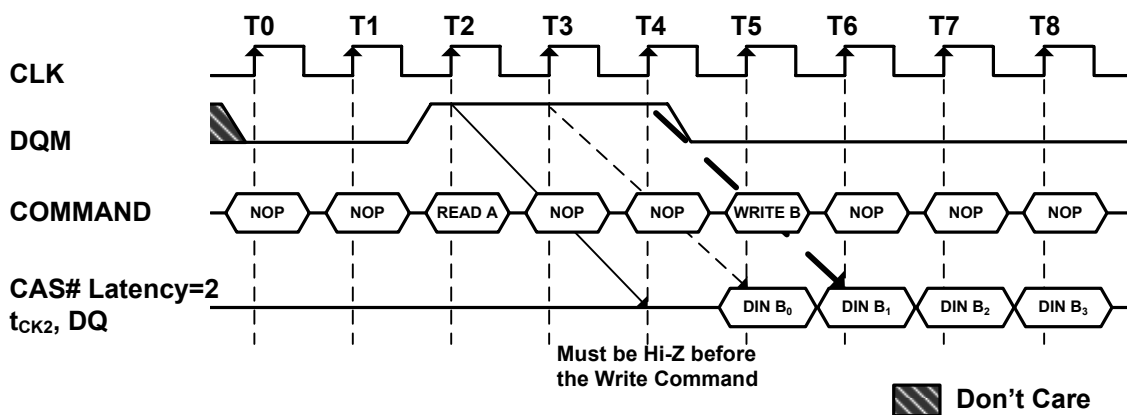 T0 T1 T2 T3 T4 T5 T6 T7 T8
CLK
DQM
COMMAND NOP NOP READ A NOP NOP WRITE B NOP NOP NOP
CAS# Latency=2
tCK2, DQ DIN B0 DIN B1 DIN B2 DIN B3
Must be Hi-Z before
the Write Command
Don't Care